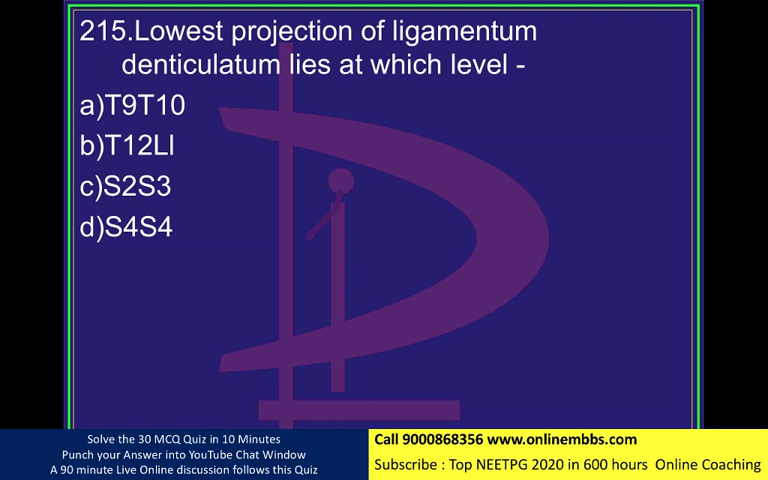 215.Lowest projection of ligamentum
denticulatum lies at which level -
a)T9T10
b)T12Ll
c)S2S3
d)S4S4
Solve the 30 MCQ Quiz in 10 Minutes
Punch your Answer into YouTube Chat Window
A 90 minute Live Online discussion follows this Quiz
Call 9000868356 www.onlinembbs.com
Subscribe : Top NEETPG 2020 in 600 hours  Online Coaching